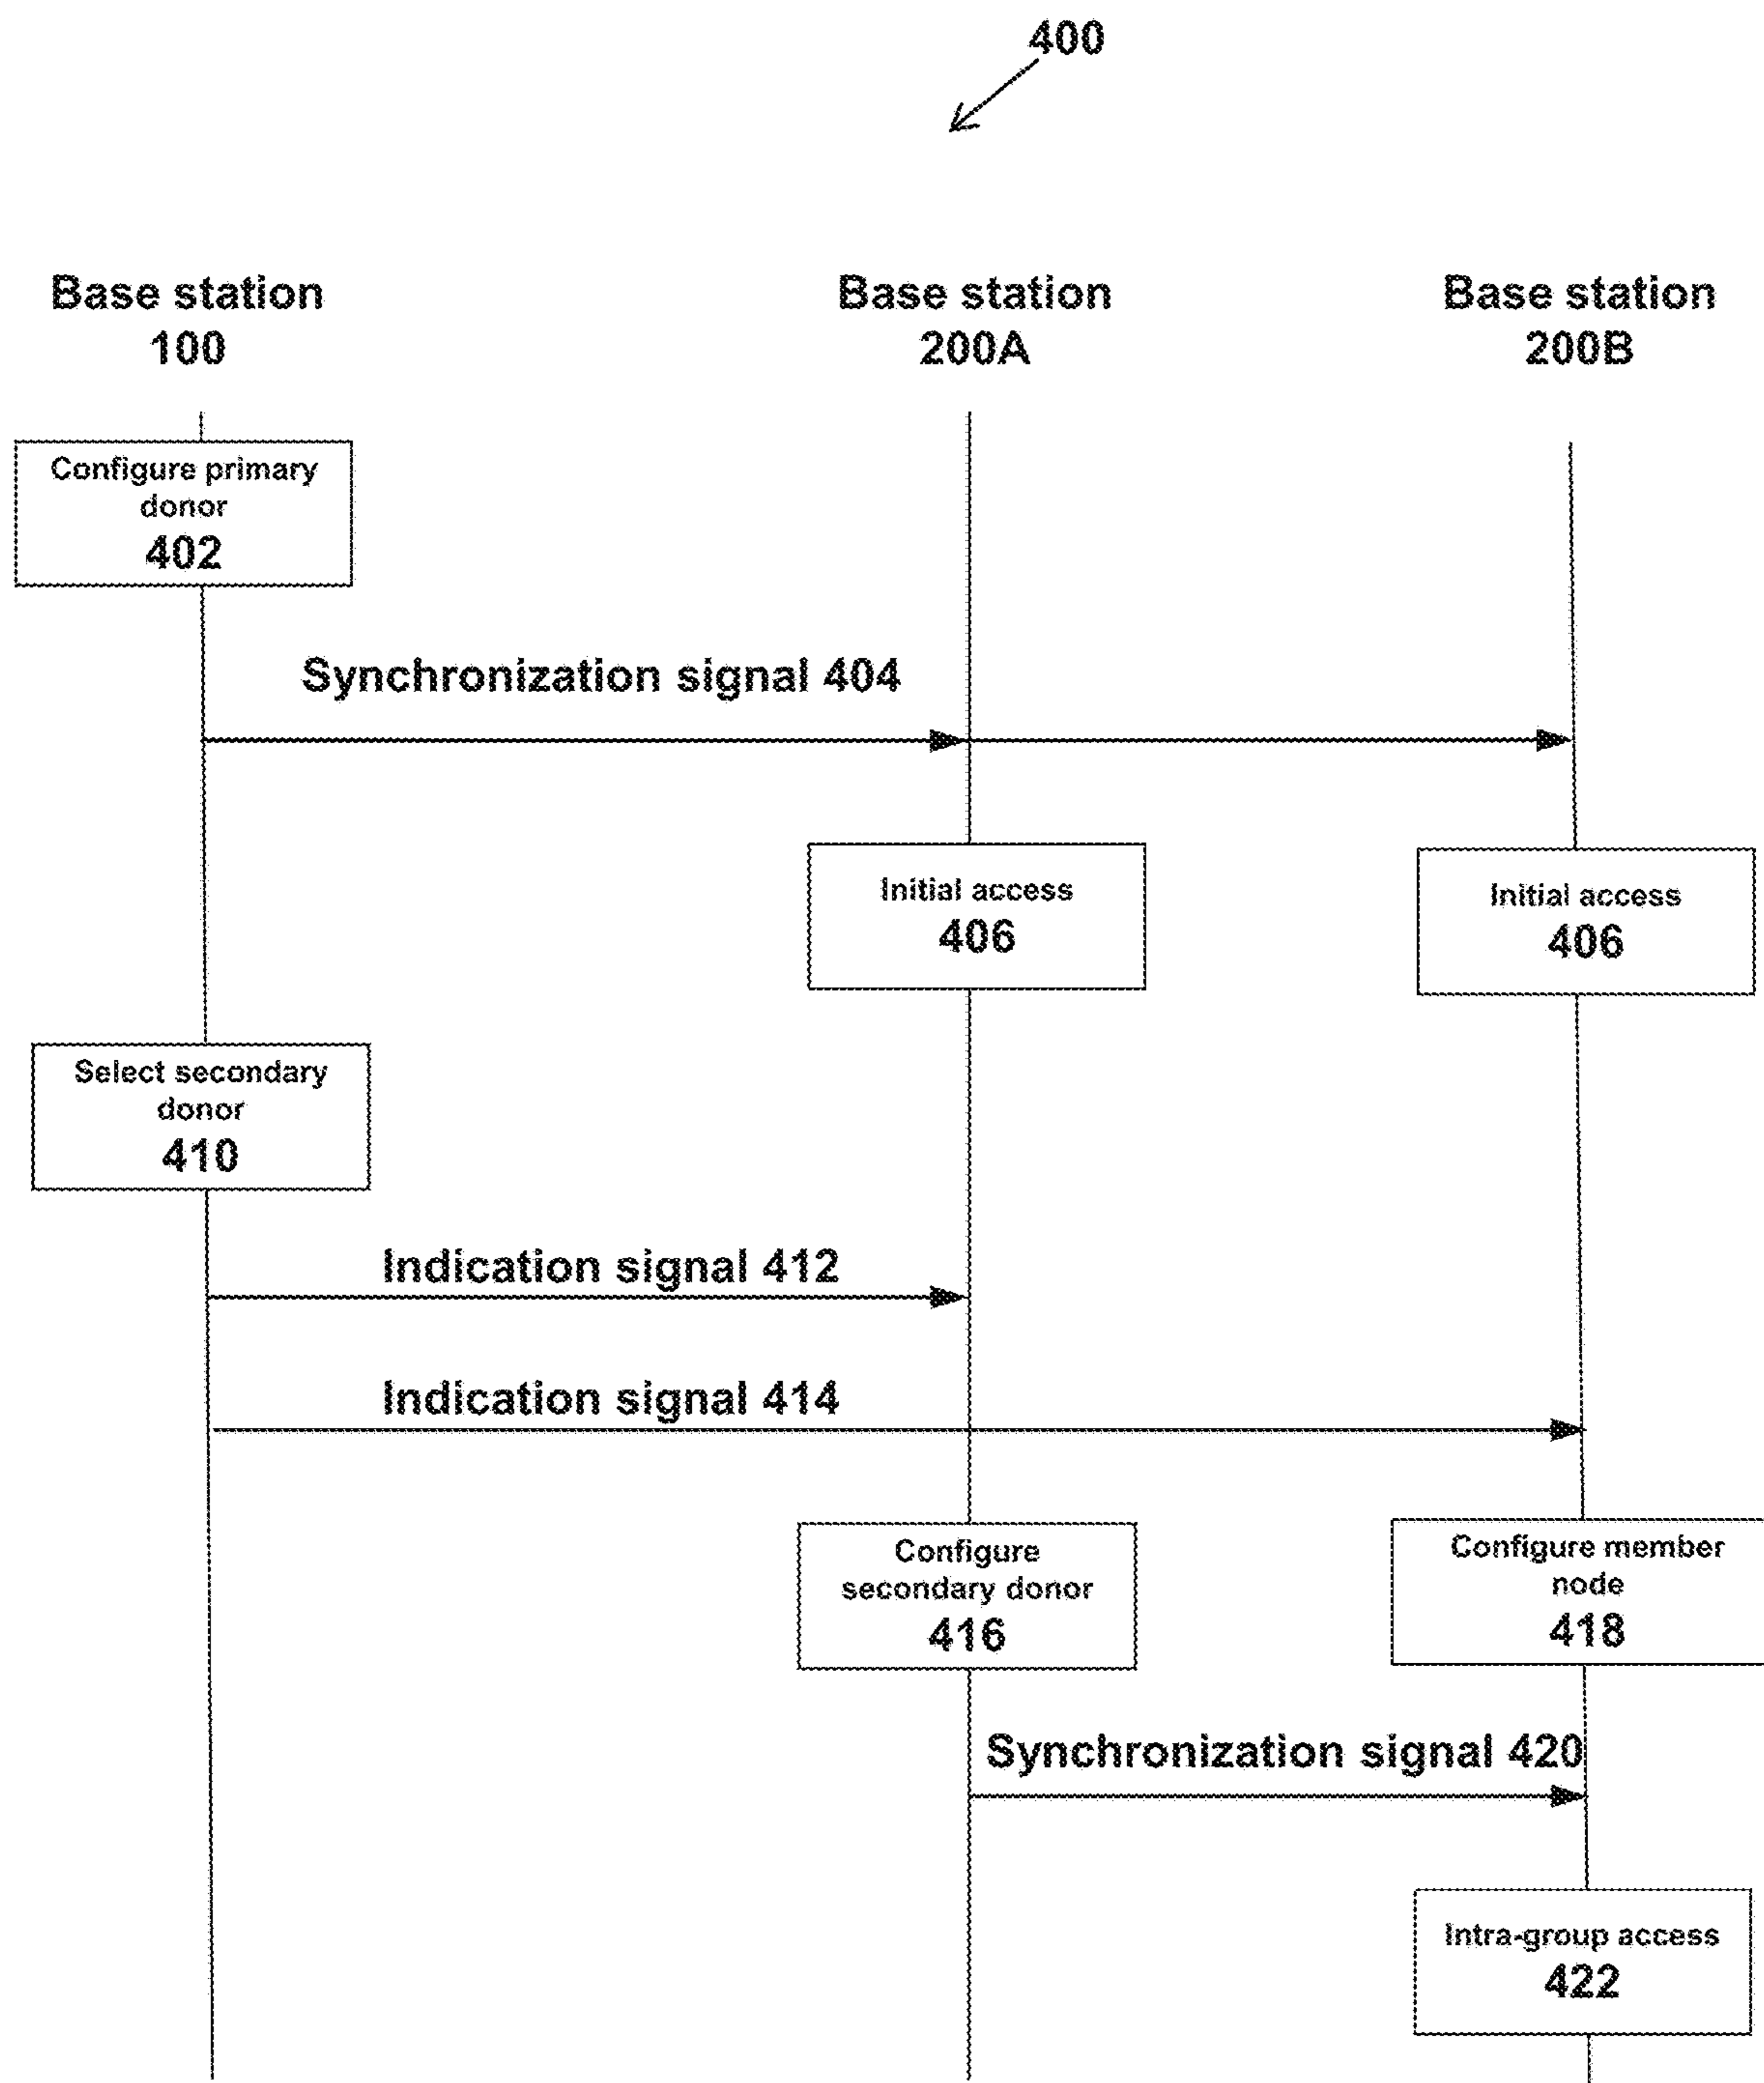 400
Base station
100
Base station
200A
Base station
200B
Configure primary
donor
402
Synchronization signal 404
Initial access
406
Initial access
406
Select secondary
donor
410
Indication signal 412
Indication signal 414
Configure
secondary donor
416
Configure member
node
418
Synchronization signal 420
Intra-group access
422